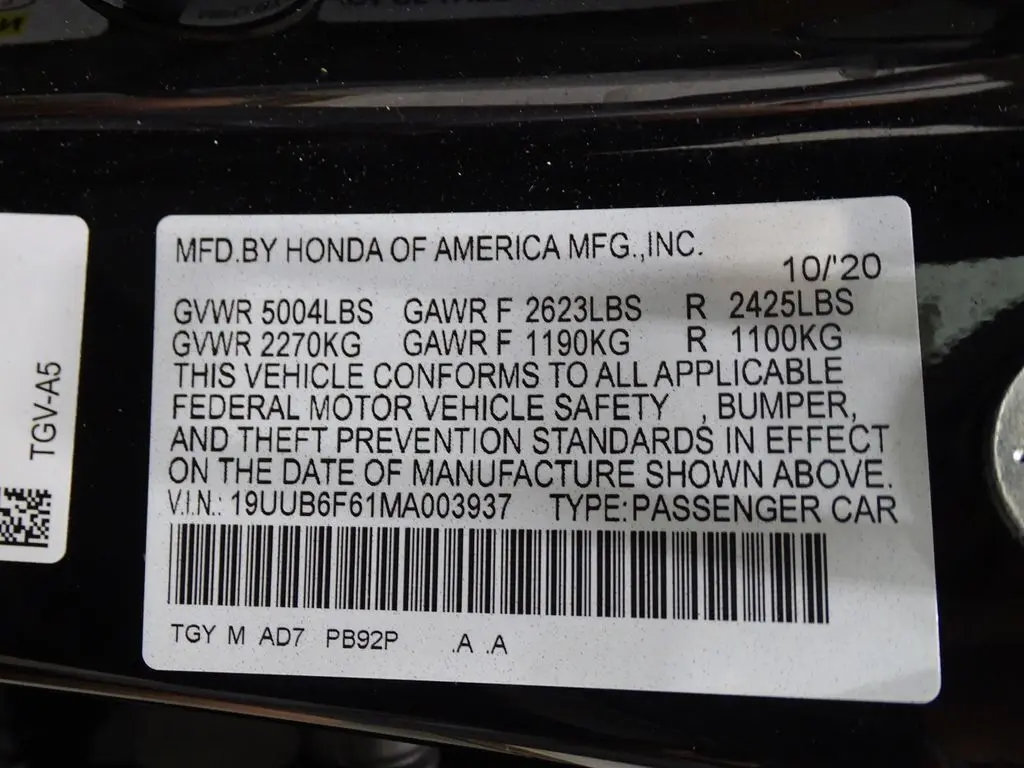 MFD.BY HONDA OF AMERICA MFG.,INC.
10/'20
GVWR 5004LBS GAWR F 2623LBS R 2425LBS
GVWR 2270KG GAWR F 1190KG R 1100KG
THIS VEHICLE CONFORMS TO ALL APPLICABLE
FEDERAL MOTOR VEHICLE SAFETY , BUMPER,
AND THEFT PREVENTION STANDARDS IN EFFECT
ON THE DATE OF MANUFACTURE SHOWN ABOVE.
V.I.N.: 19UUB6F61MA003937 TYPE:PASSENGER CAR
TGY M AD7 PB92P .A .A
TGV-A5